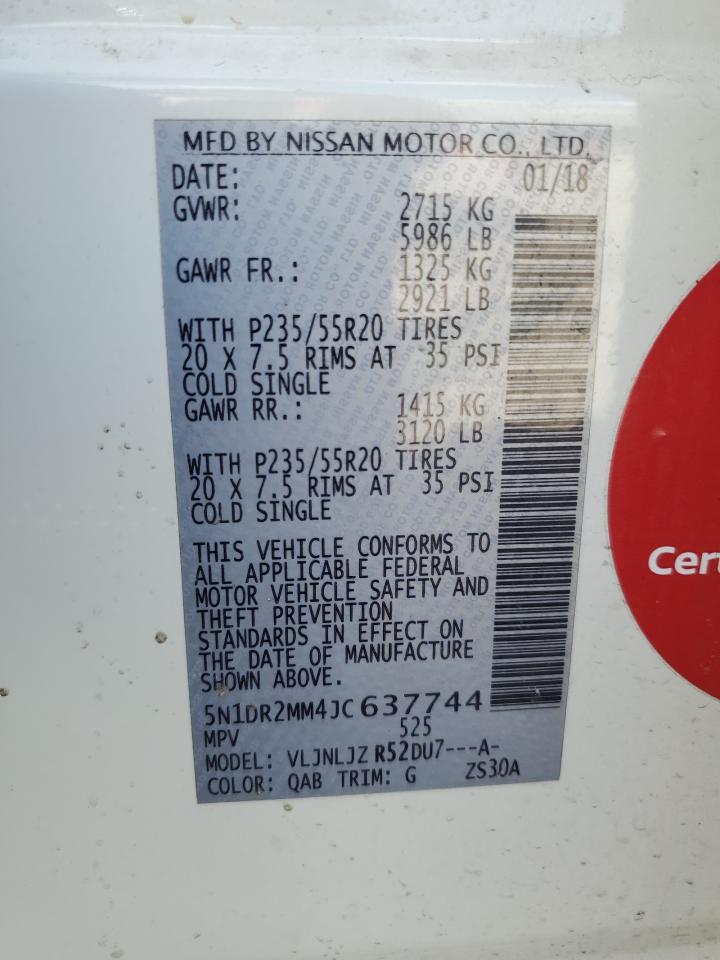 MFD BY NISSAN MOTOR CO., LTD.
DATE: 01/18
GVWR: 2715 KG
5986 LB
GAWR FR.: 1325 KG
2921 LB
WITH P235/55R20 TIRES
20 X 7.5 RIMS AT 35 PSI
COLD SINGLE
GAWR RR.: 1415 KG
3120 LB
WITH P235/55R20 TIRES
20 X 7.5 RIMS AT 35 PSI
COLD SINGLE
THIS VEHICLE CONFORMS TO
ALL APPLICABLE FEDERAL
MOTOR VEHICLE SAFETY AND
THEFT PREVENTION
STANDARDS IN EFFECT ON
THE DATE OF MANUFACTURE
SHOWN ABOVE.
5N1DR2MM4JC637744
MPV 525
MODEL: VLJNLJZ R52DU7---A-
COLOR: QAB TRIM: G ZS30A
Cert